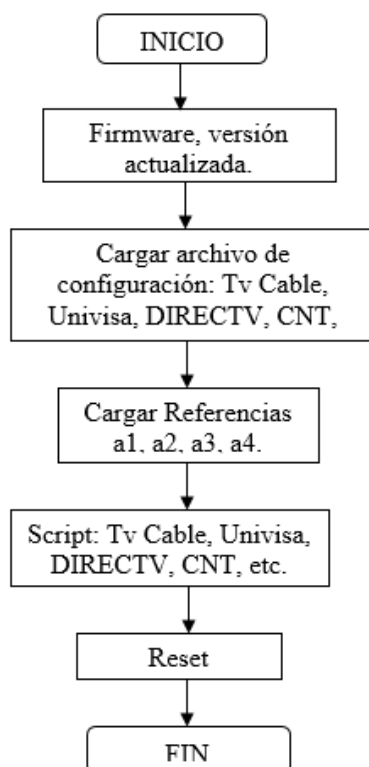 INICIO
Firmware, versión
actualizada.
Cargar archivo de
configuración: Tv Cable,
Univisa, DIRECTV, CNT,
Cargar Referencias
a1, a2, a3, a4.
Script: Tv Cable, Univisa,
DIRECTV, CNT, etc.
Reset
FIN